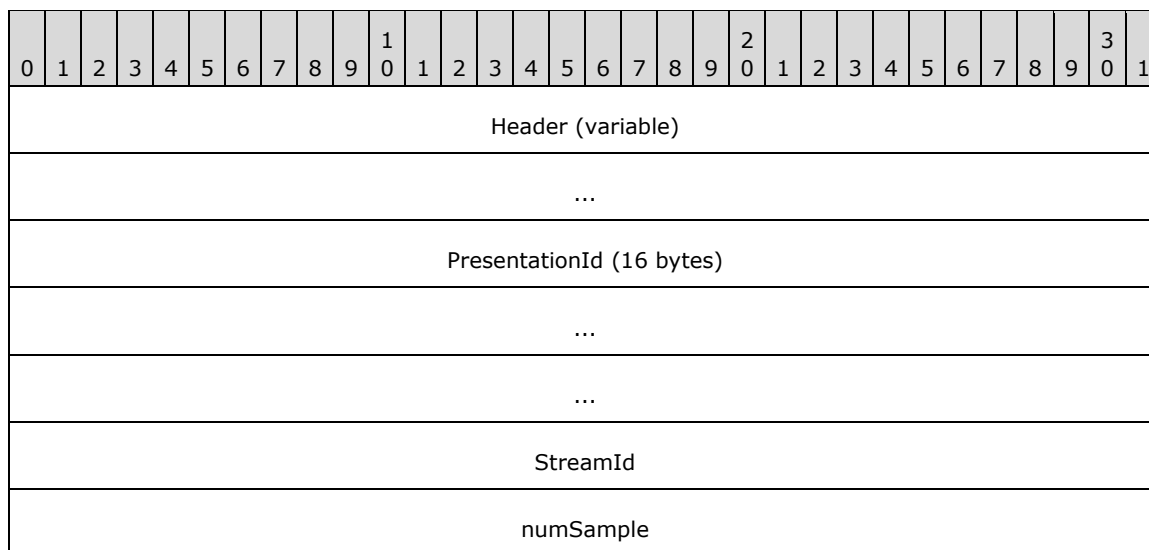 1 2 3
0 1 2 3 4 5 6 7 8 9 0 1 2 3 4 5 6 7 8 9 0 1 2 3 4 5 6 7 8 9 0 1
Header (variable)
...
PresentationId (16 bytes)
...
...
StreamId
numSample